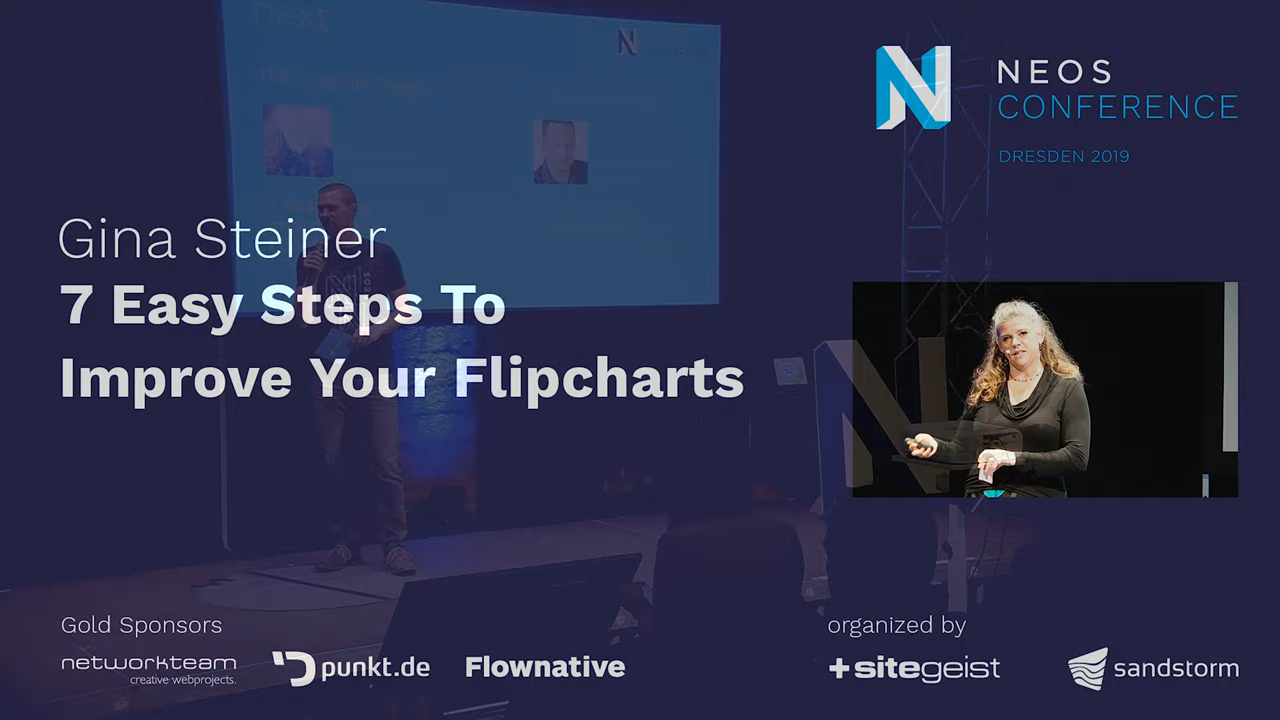 next
NEOS
CONFERENCE
DRESDEN 2019
Gina Steiner
7 Easy Steps To
Improve Your Flipcharts
Gold Sponsors
networkteam
creative webprojects.
punkt.de
Flownative
organized by
+sitegeist
sandstorm